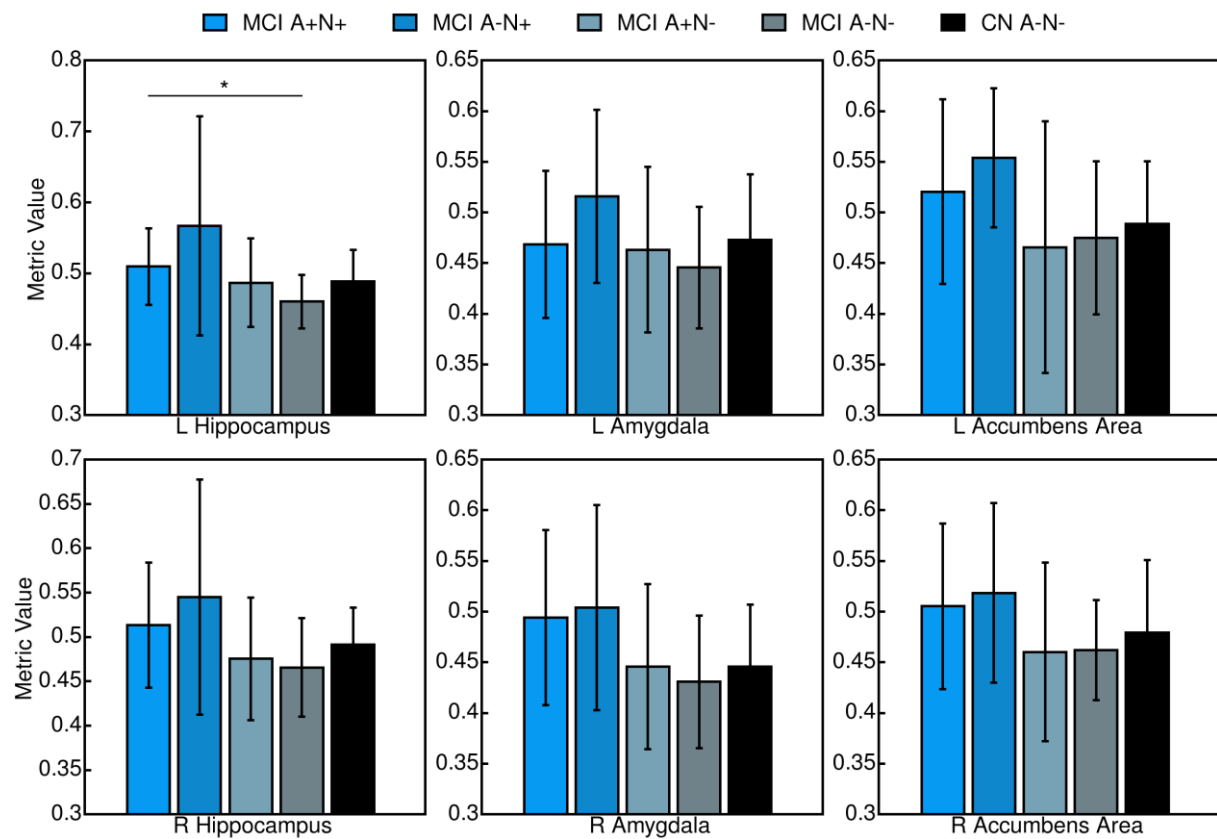 MCI A+N+ MCI A-N+ MCI A+N- MCI A-N- CN A-N-
0.8 0.65 0.65
*
0.6 0.6
0.7
0.55 0.55
Metric Value
0.6 0.5 0.5
0.5 0.45 0.45
0.4 0.4
0.4
0.35 0.35
0.3 0.3 0.3
L Hippocampus L Amygdala L Accumbens Area
0.7 0.65 0.65
0.65 0.6 0.6
0.6 0.55 0.55
0.55
Metric Value
0.5 0.5 0.5
0.45 0.45 0.45
0.4 0.4 0.4
0.35 0.35 0.35
0.3 0.3 0.3
R Hippocampus R Amygdala R Accumbens Area